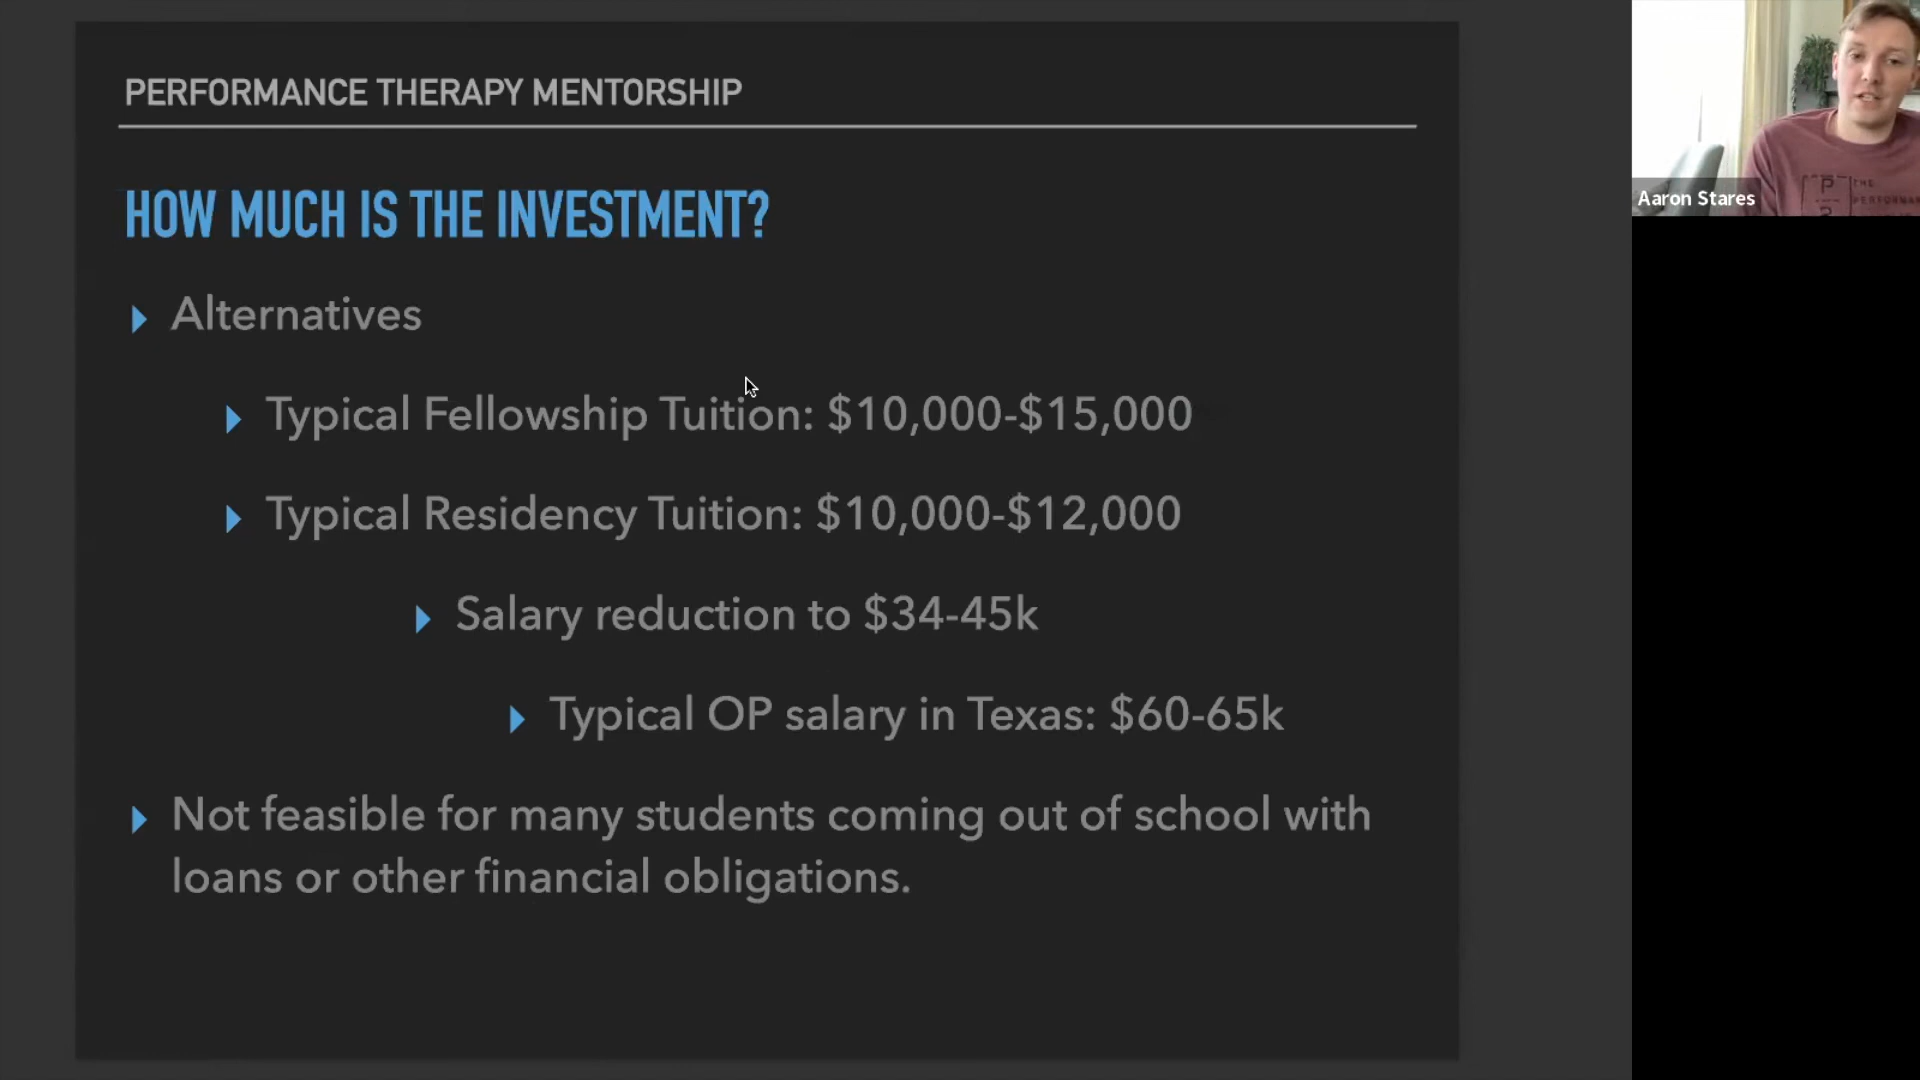 PERFORMANCE THERAPY MENTORSHIP
HOW MUCH IS THE INVESTMENT?
Alternatives
Typical Fellowship Tuition: $10,000-$15,000
Typical Residency Tuition: $10,000-$12,000
Salary reduction to $34-45k
Typical OP salary in Texas: $60-65k
Not feasible for many students coming out of school with
loans or other financial obligations.
Aaron Stares
P
THE